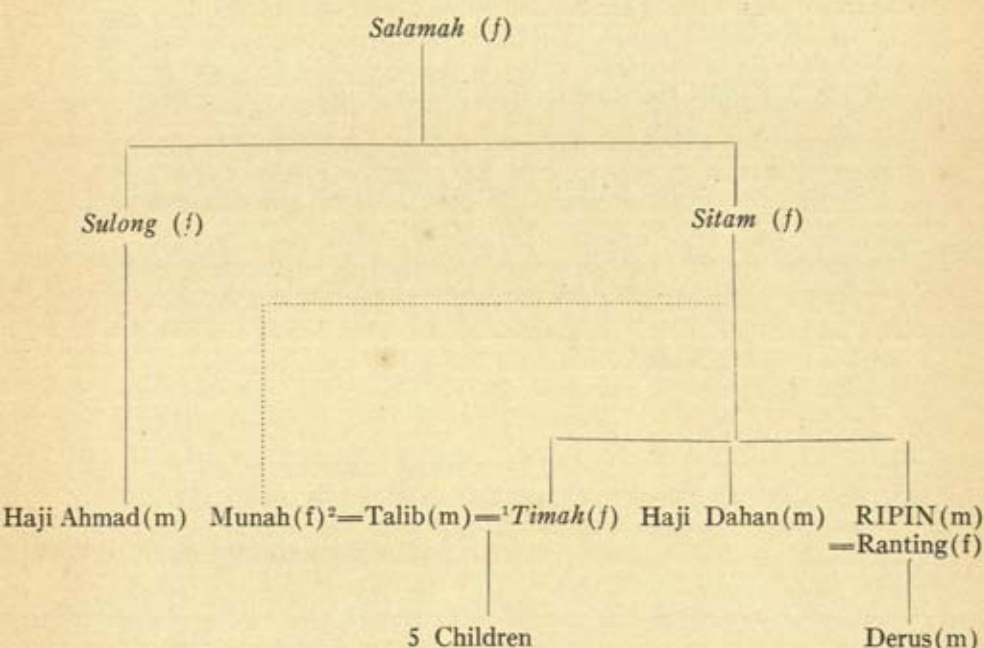 Salamah (f)
Sulong (f)
Sitam (f)
Haji Ahmad(m) Munah(f)²=Talib(m)=¹Timah(f) Haji Dahan(m) RIPIN(m)
=Ranting(f)
5 Children Derus(m)